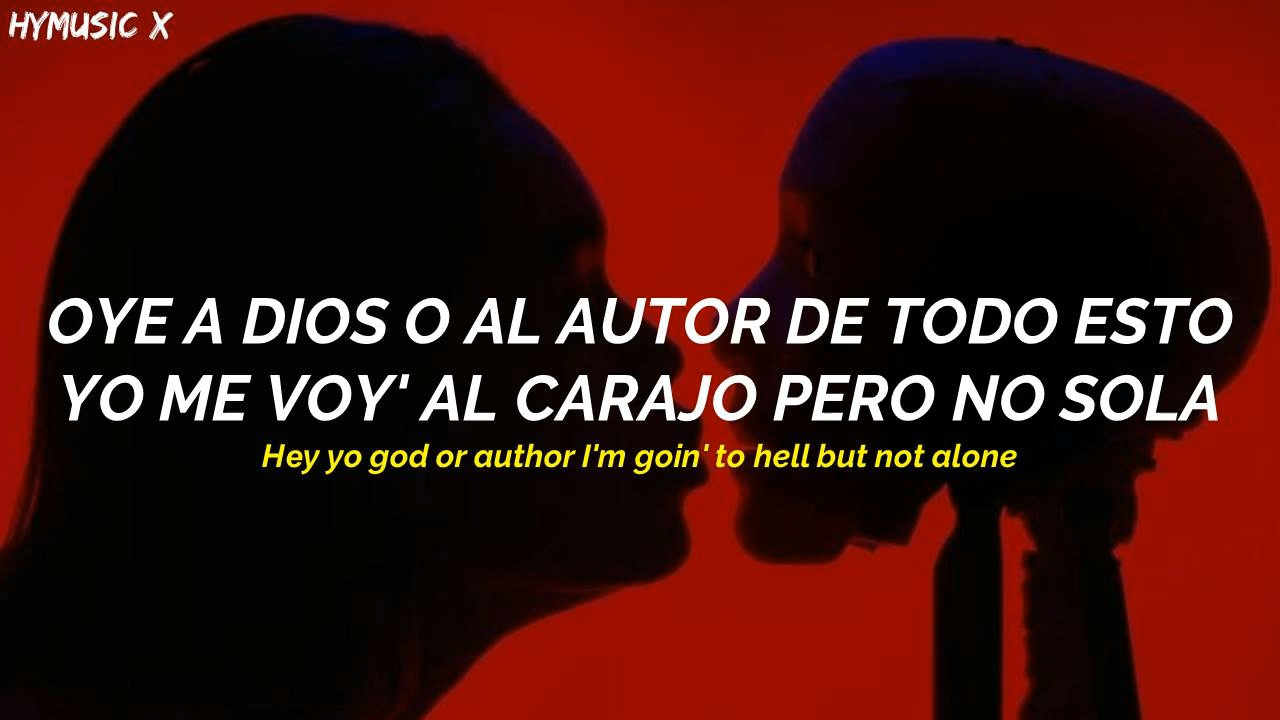 HYMUSIC X
OYE A DIOS O AL AUTOR DE TODO ESTO
YO ME VOY' AL CARAJO PERO NO SOLA
Hey yo god or author I'm goin' to hell but not alone